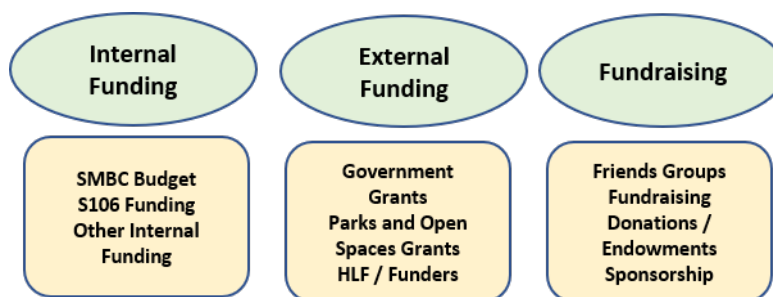 Internal
Funding
External
Funding
Fundraising
SMBC Budget
S106 Funding
Other Internal
Funding
Government
Grants
Parks and Open
Spaces Grants
HLF / Funders
Friends Groups
Fundraising
Donations /
Endowments
Sponsorship